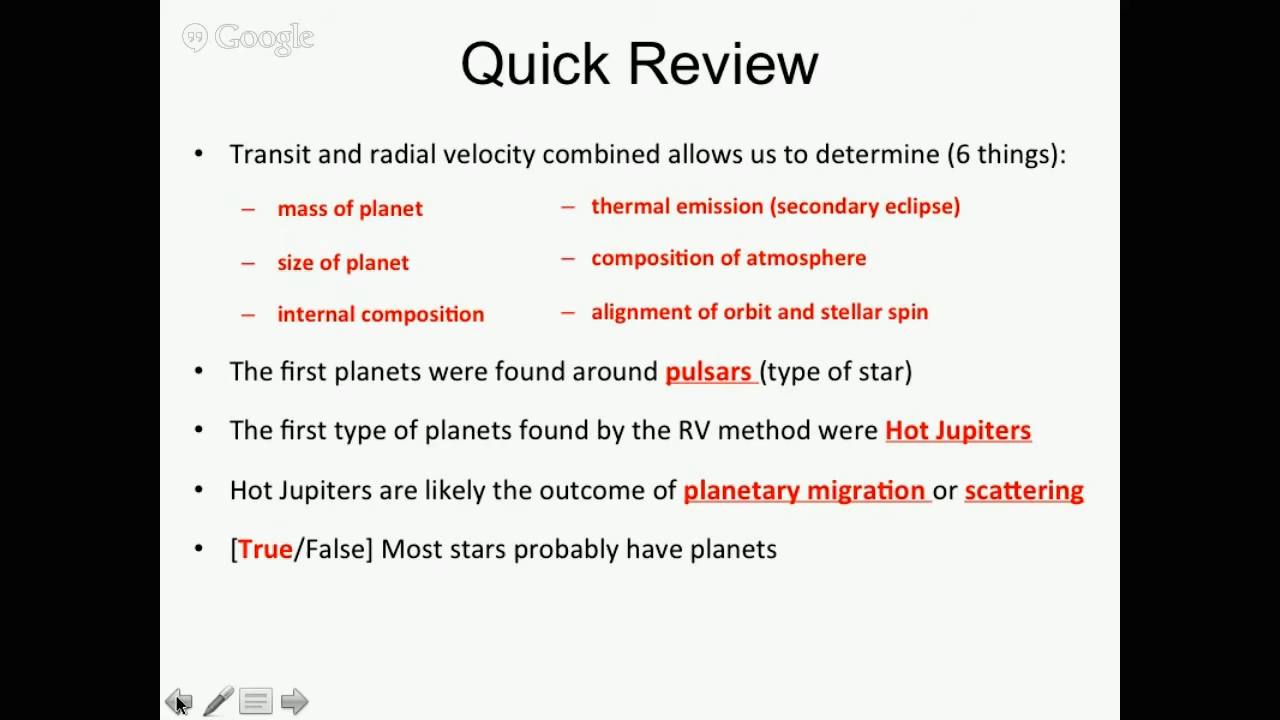 Google
Quick Review
• Transit and radial velocity combined allows us to determine (6 things):
– mass of planet
– size of planet
– internal composition
– thermal emission (secondary eclipse)
– composition of atmosphere
– alignment of orbit and stellar spin
• The first planets were found around pulsars (type of star)
• The first type of planets found by the RV method were Hot Jupiters
• Hot Jupiters are likely the outcome of planetary migration or scattering
• [True/False] Most stars probably have planets